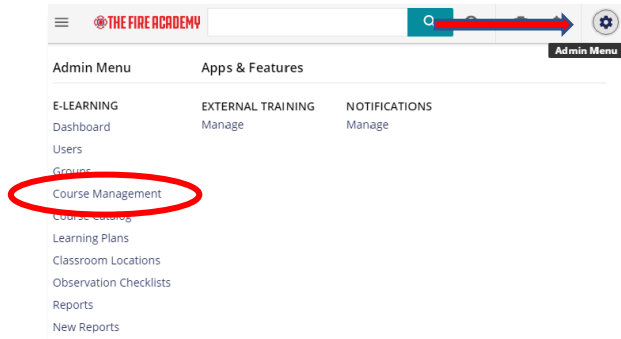 THE FIRE ACADEMY
Admin Menu
Admin Menu Apps & Features
E-LEARNING EXTERNAL TRAINING NOTIFICATIONS
Dashboard Manage Manage
Users
Groups
Course Management
Course Catalog
Learning Plans
Classroom Locations
Observation Checklists
Reports
New Reports